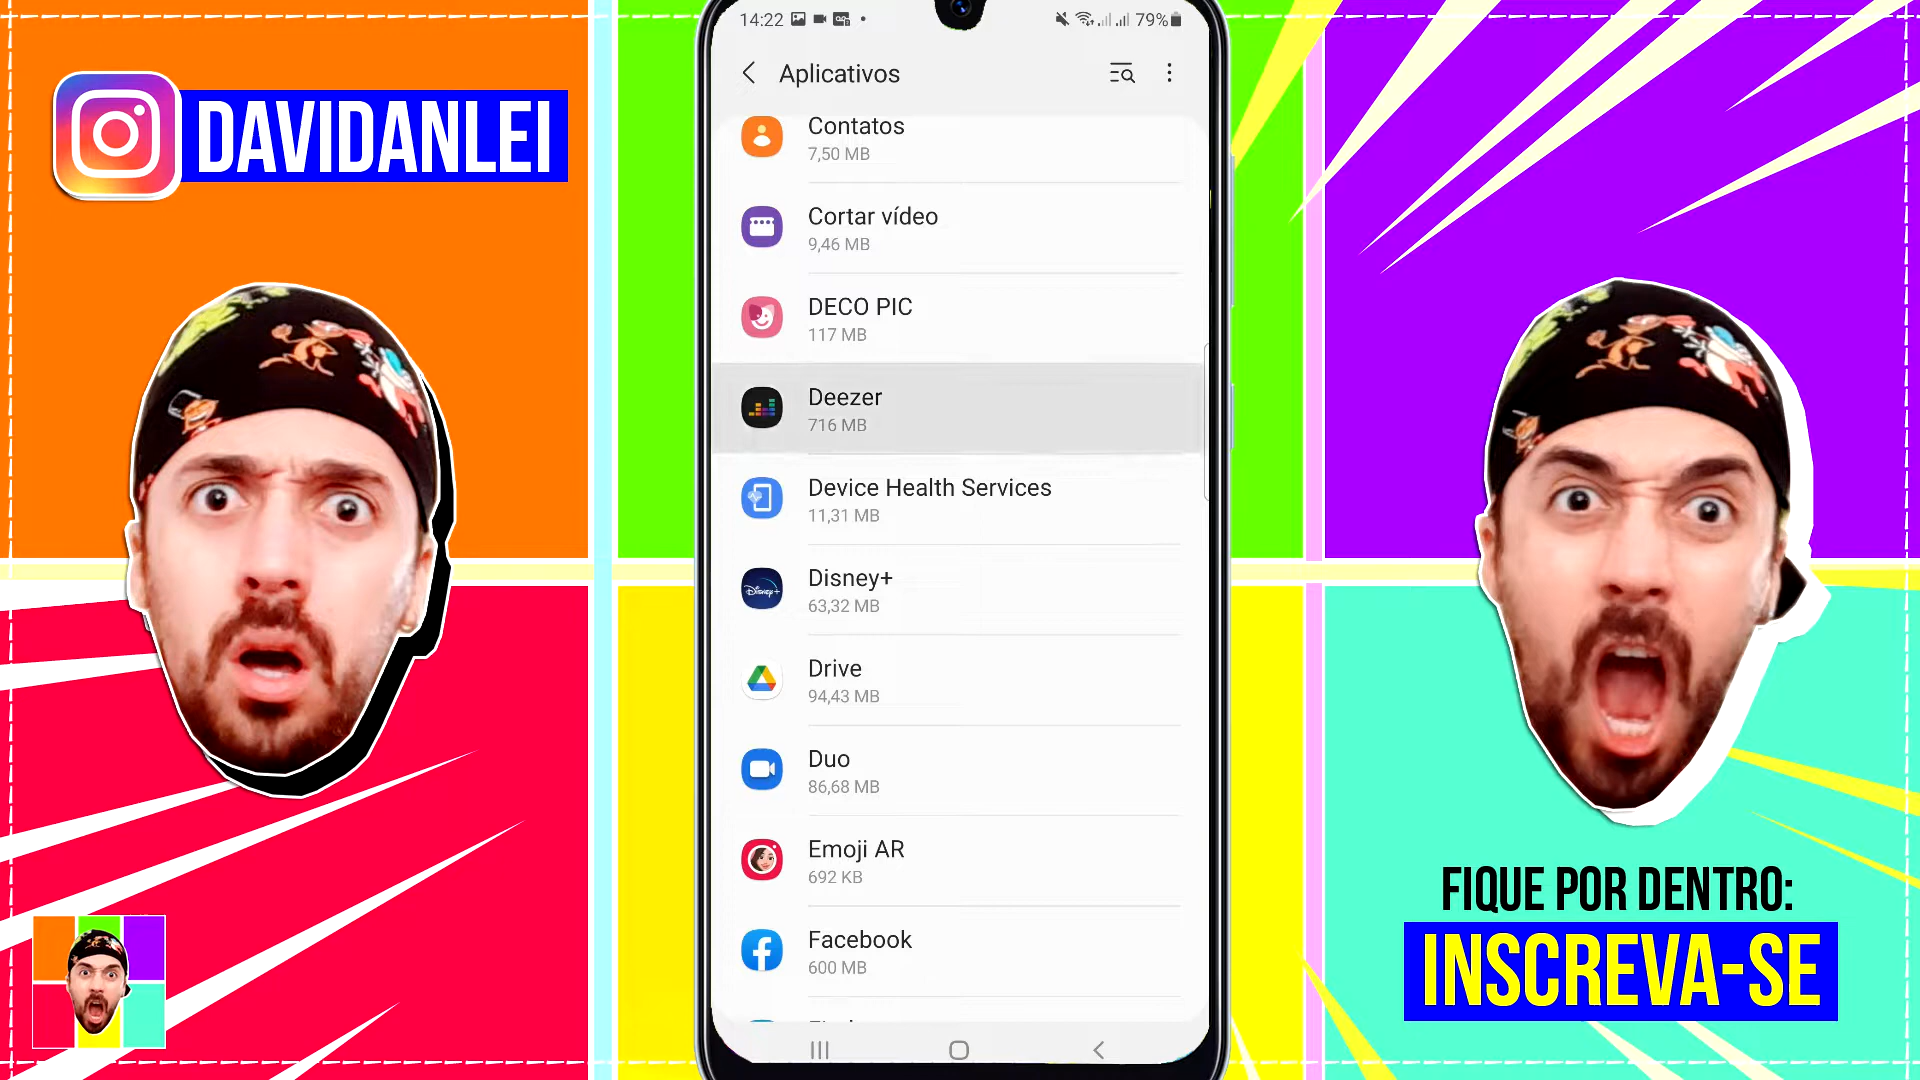 DAVIDANLEI
14:22
79%
Aplicativos
Contatos
7,50 MB
Cortar vídeo
9,46 MB
DECO PIC
117 MB
Deezer
716 MB
Device Health Services
11,31 MB
Disney+
Disney+
63,32 MB
Drive
94,43 MB
Duo
86,68 MB
Emoji AR
692 KB
Facebook
600 MB
FIQUE POR DENTRO:
INSCREVA-SE